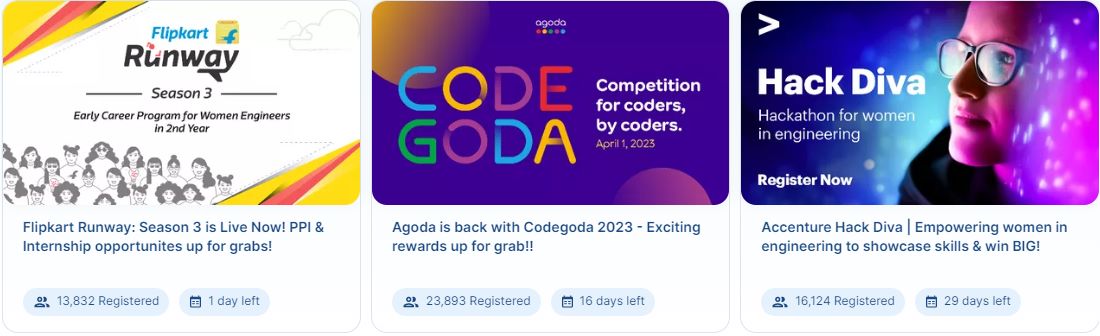 Flipkart
Runway
Season 3
Early Career Program for Women Engineers
in 2nd Year
Flipkart Runway: Season 3 is Live Now! PPI &
Internship opportunites up for grabs!
13,832 Registered
1 day left
agoda
CODE
GODA
Competition
for coders,
by coders.
April 1, 2023
Agoda is back with Codegoda 2023 - Exciting
rewards up for grab!!
23,893 Registered
16 days left
>
Hack Diva
Hackathon for women
in engineering
Register Now
Accenture Hack Diva | Empowering women in
engineering to showcase skills & win BIG!
16,124 Registered
29 days left